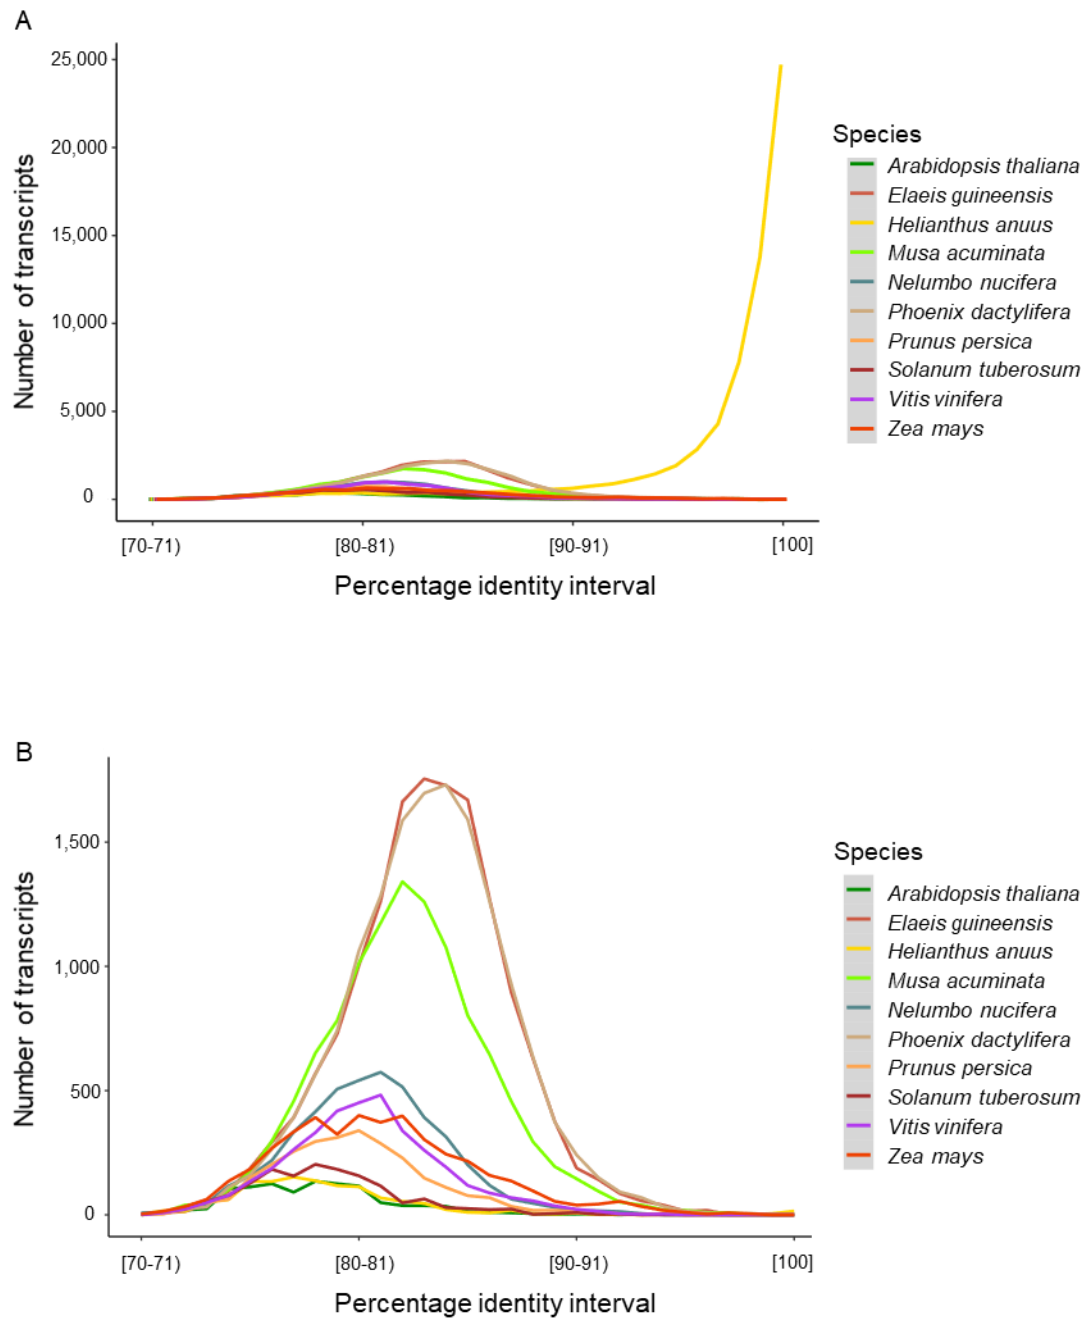 A
25,000
20,000
15,000
10,000
5,000
0
Number of transcripts
[70-71)
[80-81)
[90-91)
[100]
Percentage identity interval
Species
Arabidopsis thaliana
Elaeis guineensis
Helianthus anuus
Musa acuminata
Nelumbo nucifera
Phoenix dactylifera
Prunus persica
Solanum tuberosum
Vitis vinifera
Zea mays
B
1,500
1,000
500
0
Number of transcripts
[70-71)
[80-81)
[90-91)
[100]
Percentage identity interval
Species
Arabidopsis thaliana
Elaeis guineensis
Helianthus anuus
Musa acuminata
Nelumbo nucifera
Phoenix dactylifera
Prunus persica
Solanum tuberosum
Vitis vinifera
Zea mays